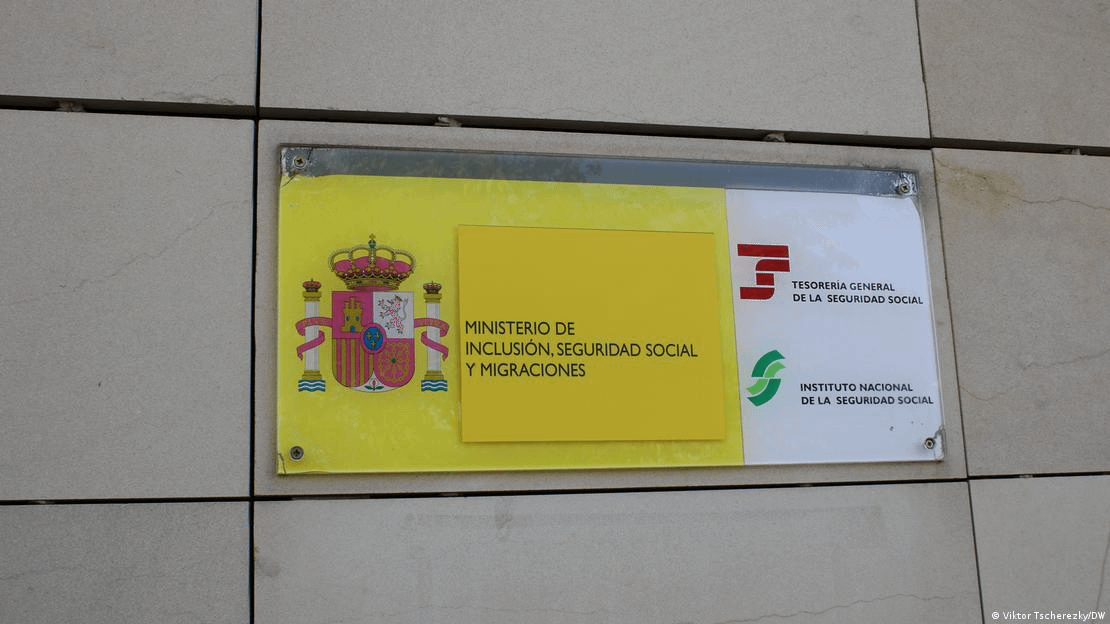 MINISTERIO DE
INCLUSIÓN, SEGURIDAD SOCIAL
Y MIGRACIONES
TESORERÍA GENERAL
DE LA SEGURIDAD SOCIAL
INSTITUTO NACIONAL
DE LA SEGURIDAD SOCIAL
© Viktor Tscherezky/DW